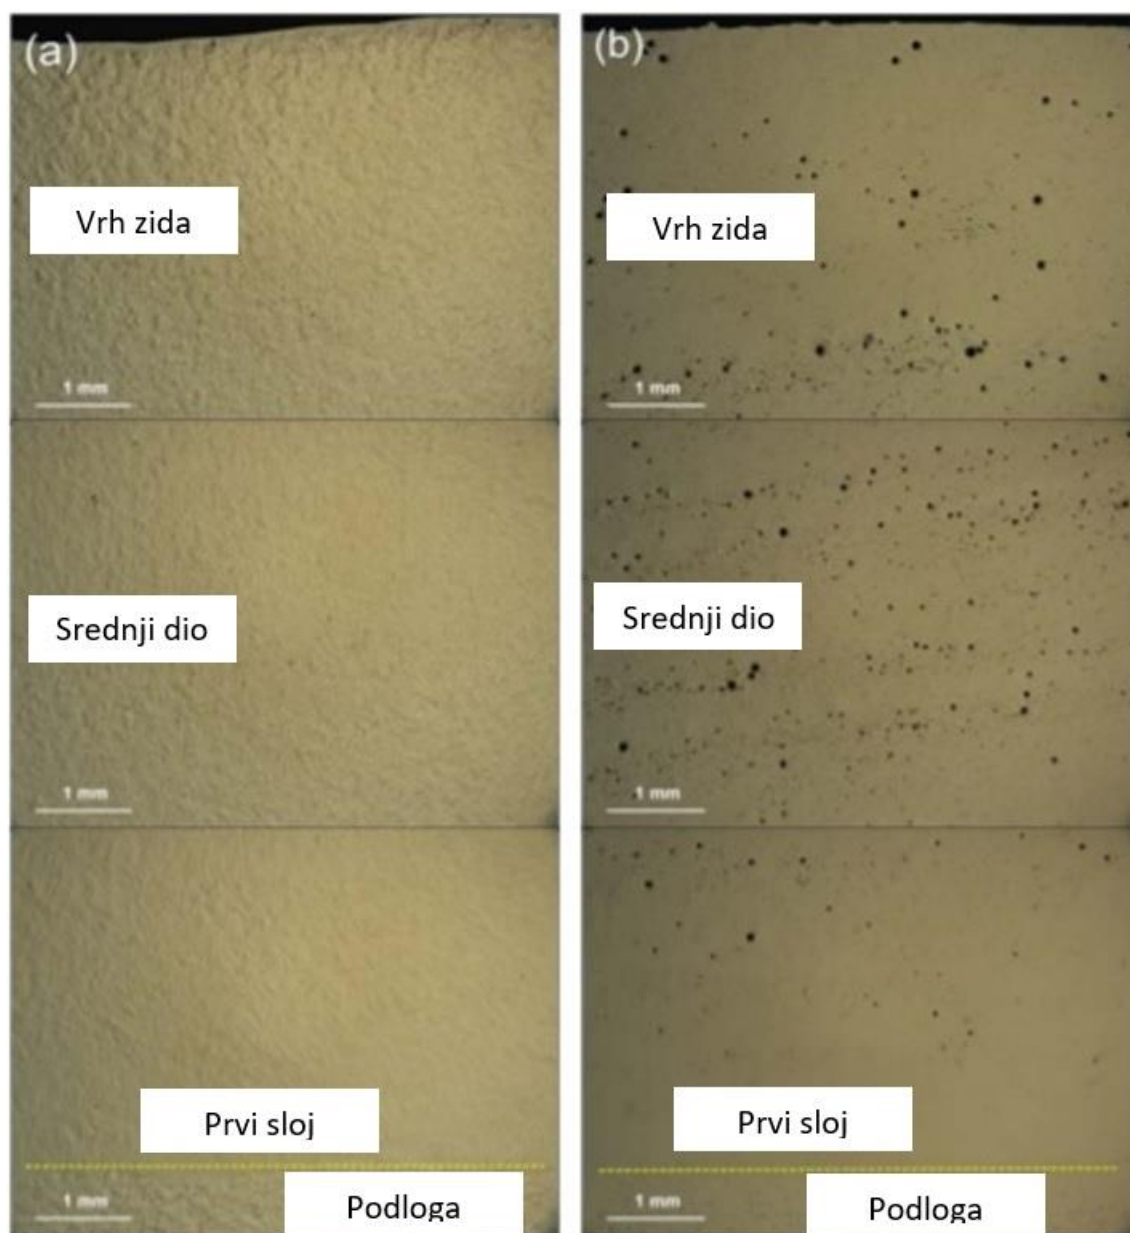 (a)
Vrh zida
1 mm
Srednji dio
1 mm
Prvi sloj
1 mm
Podloga
(b)
Vrh zida
1 mm
Srednji dio
1 mm
Prvi sloj
1 mm
Podloga